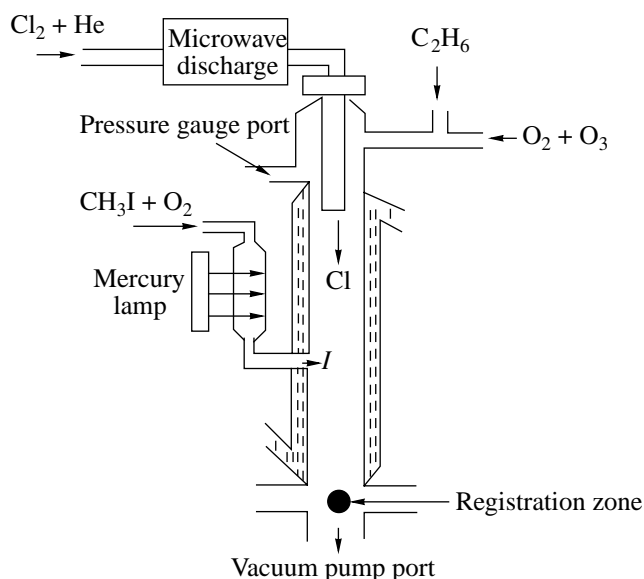 Cl₂ + He
Microwave
discharge
C₂H₆
Pressure gauge port
O₂ + O₃
CH₃I + O₂
Cl
Mercury
lamp
I
Registration zone
Vacuum pump port